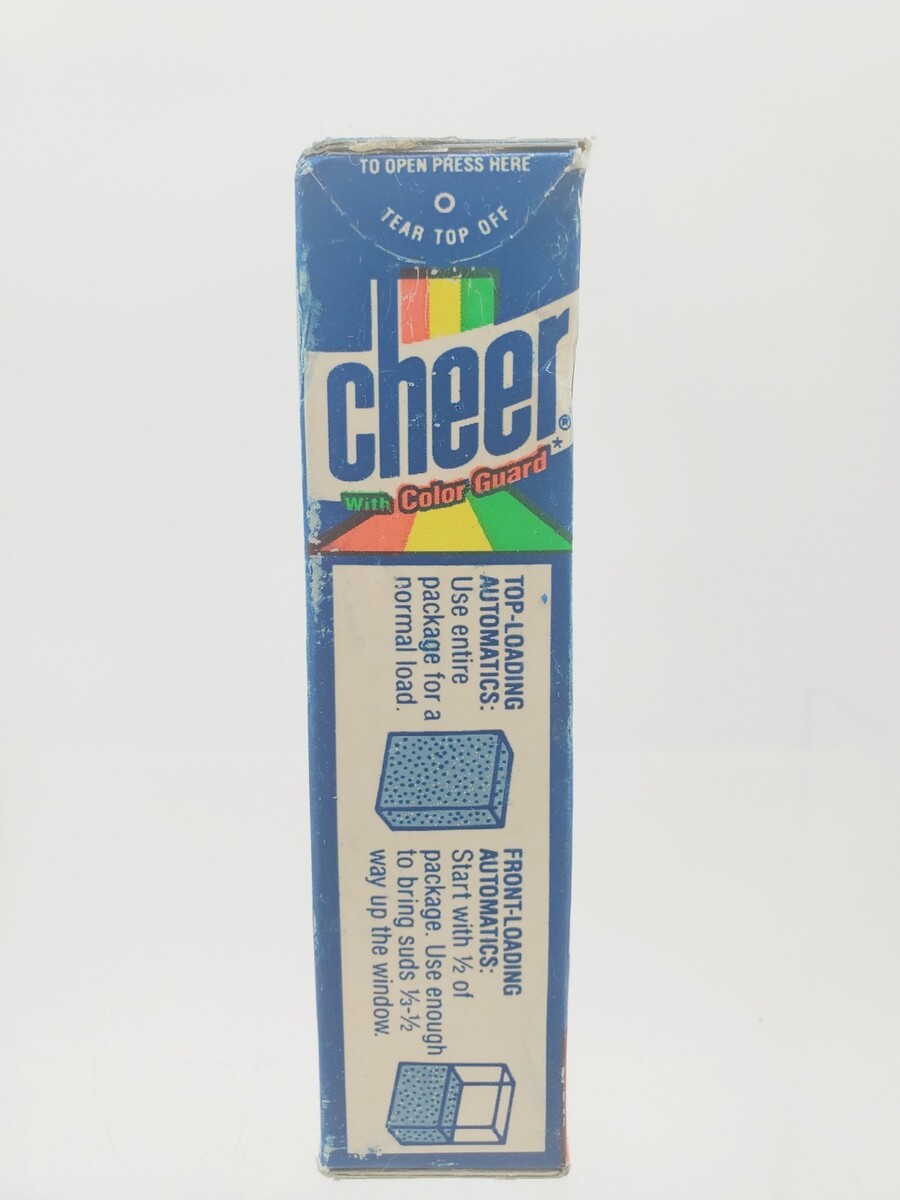 TO OPEN PRESS HERE
TEAR TOP OFF
cheer®*
With Color Guard
TOP-LOADING
AUTOMATICS:
Use entire
package for a
normal load.
FRONT-LOADING
AUTOMATICS:
Start with ½ of
package. Use enough
to bring suds ⅓-½
way up the window.